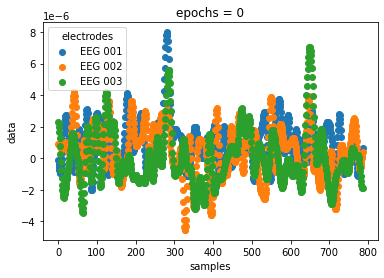 epochs = 0
1e−6
electrodes
EEG 001
EEG 002
EEG 003
8
6
4
2
0
−2
−4
data
0 100 200 300 400 500 600 700 800
samples